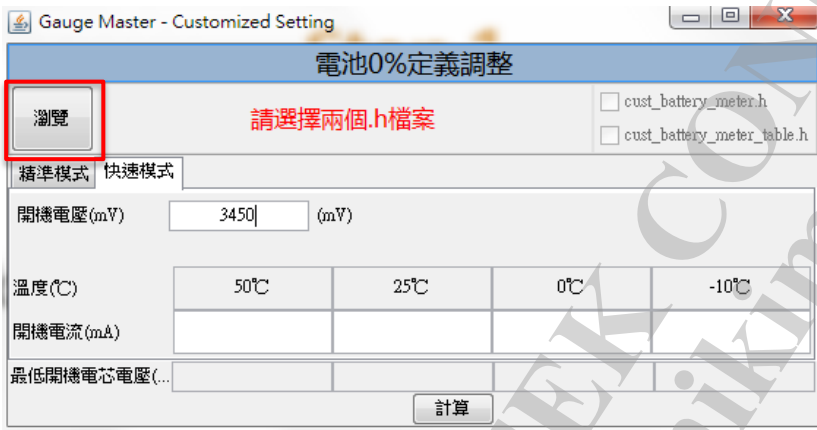 Gauge Master - Customized Setting
電池0%定義調整
瀏覽
請選擇兩個.h檔案
cust_battery_meter.h
cust_battery_meter_table.h
精準模式 快速模式
開機電壓(mV) 3450 (mV)
溫度(℃) 50℃ 25℃ 0℃ -10℃
開機電流(mA)
最低開機電芯電壓(...
計算